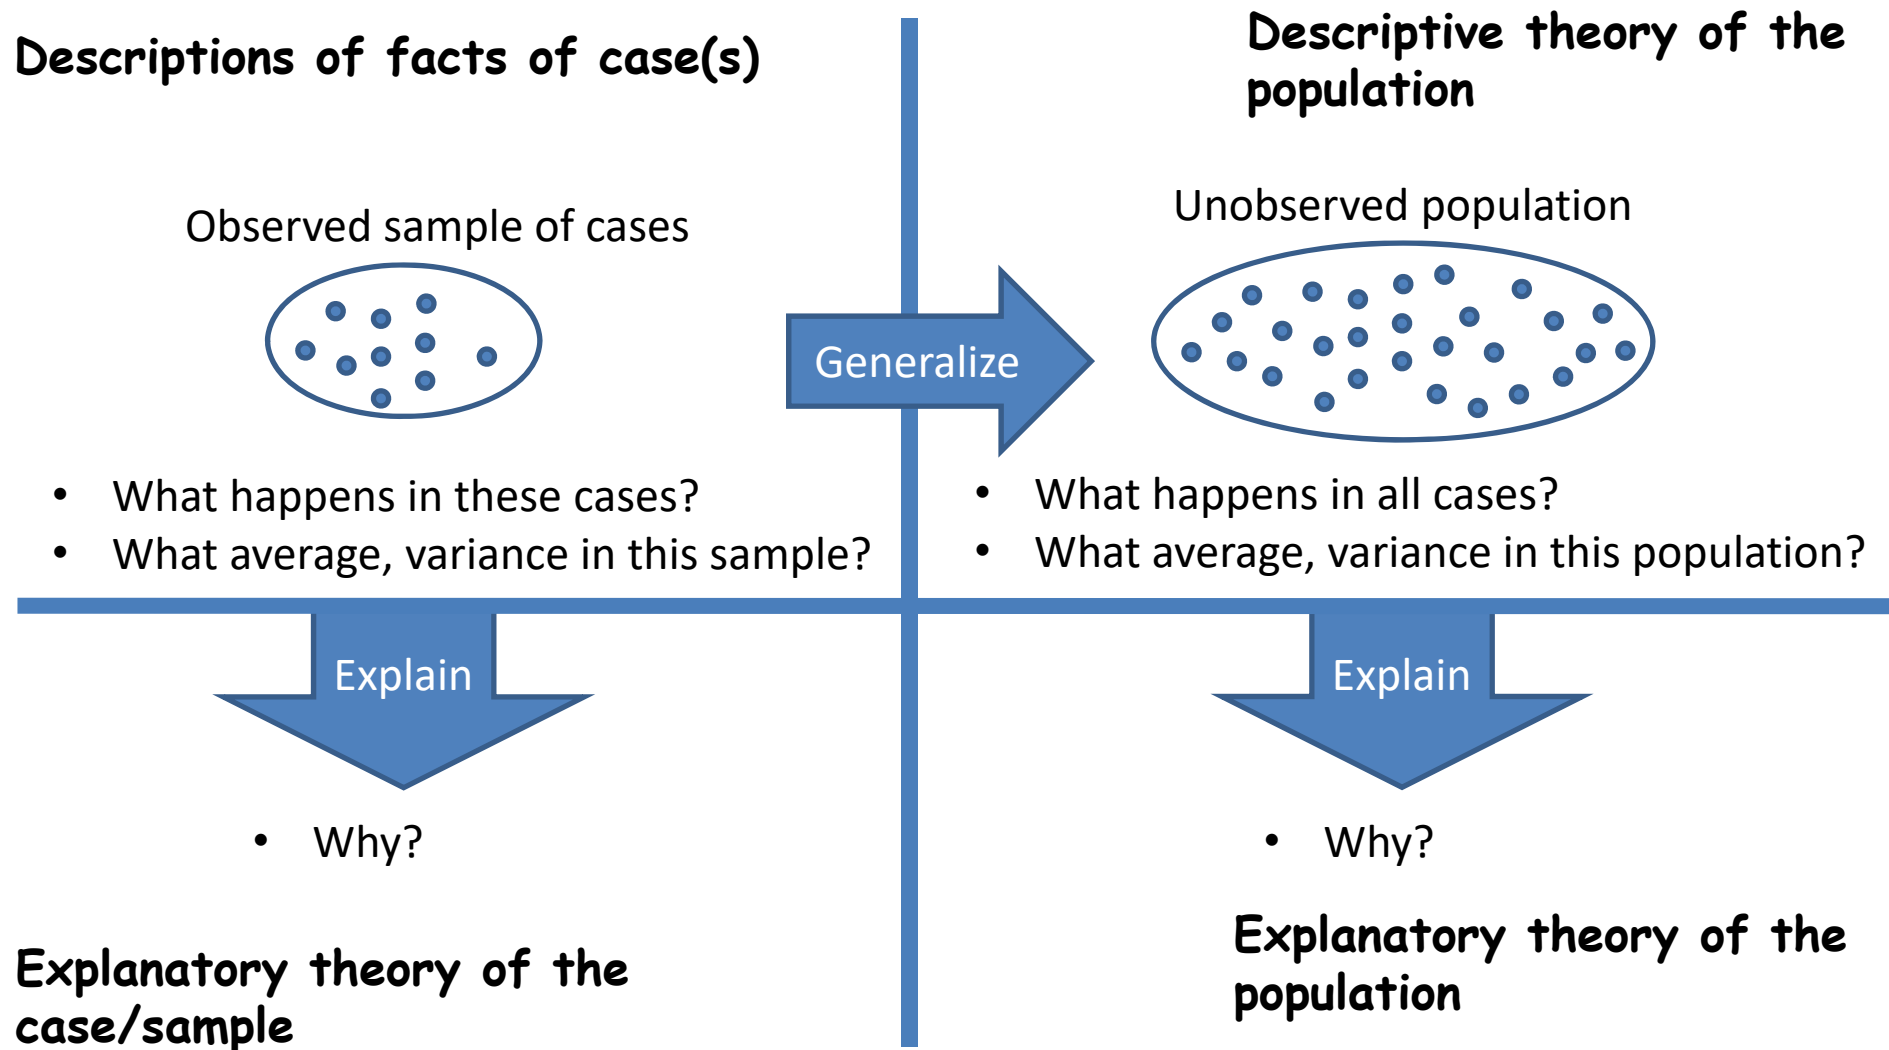 Descriptions of facts of case(s)
Observed sample of cases
• What happens in these cases?
• What average, variance in this sample?
Generalize
Descriptive theory of the
population
Unobserved population
• What happens in all cases?
• What average, variance in this population?
Explain
• Why?
Explanatory theory of the
case/sample
Explain
• Why?
Explanatory theory of the
population